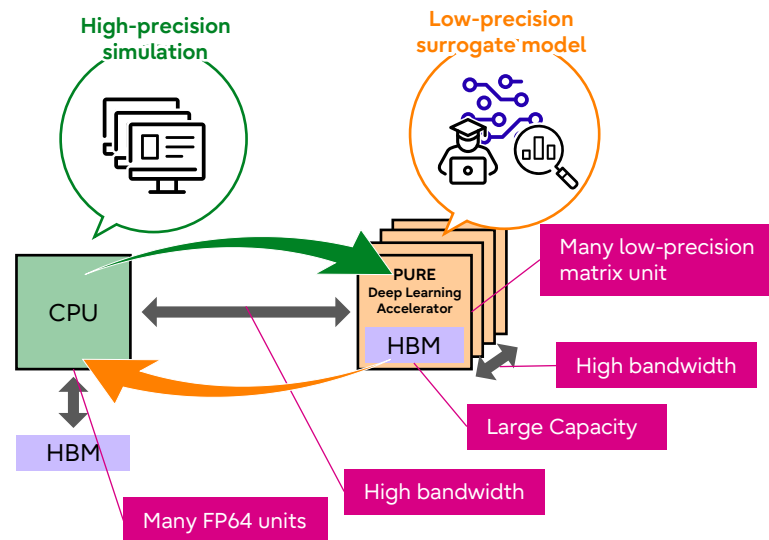 High-precision
simulation
Low-precision
surrogate model
CPU
PURE
Deep Learning
Accelerator
HBM
HBM
Many low-precision
matrix unit
High bandwidth
Large Capacity
High bandwidth
Many FP64 units